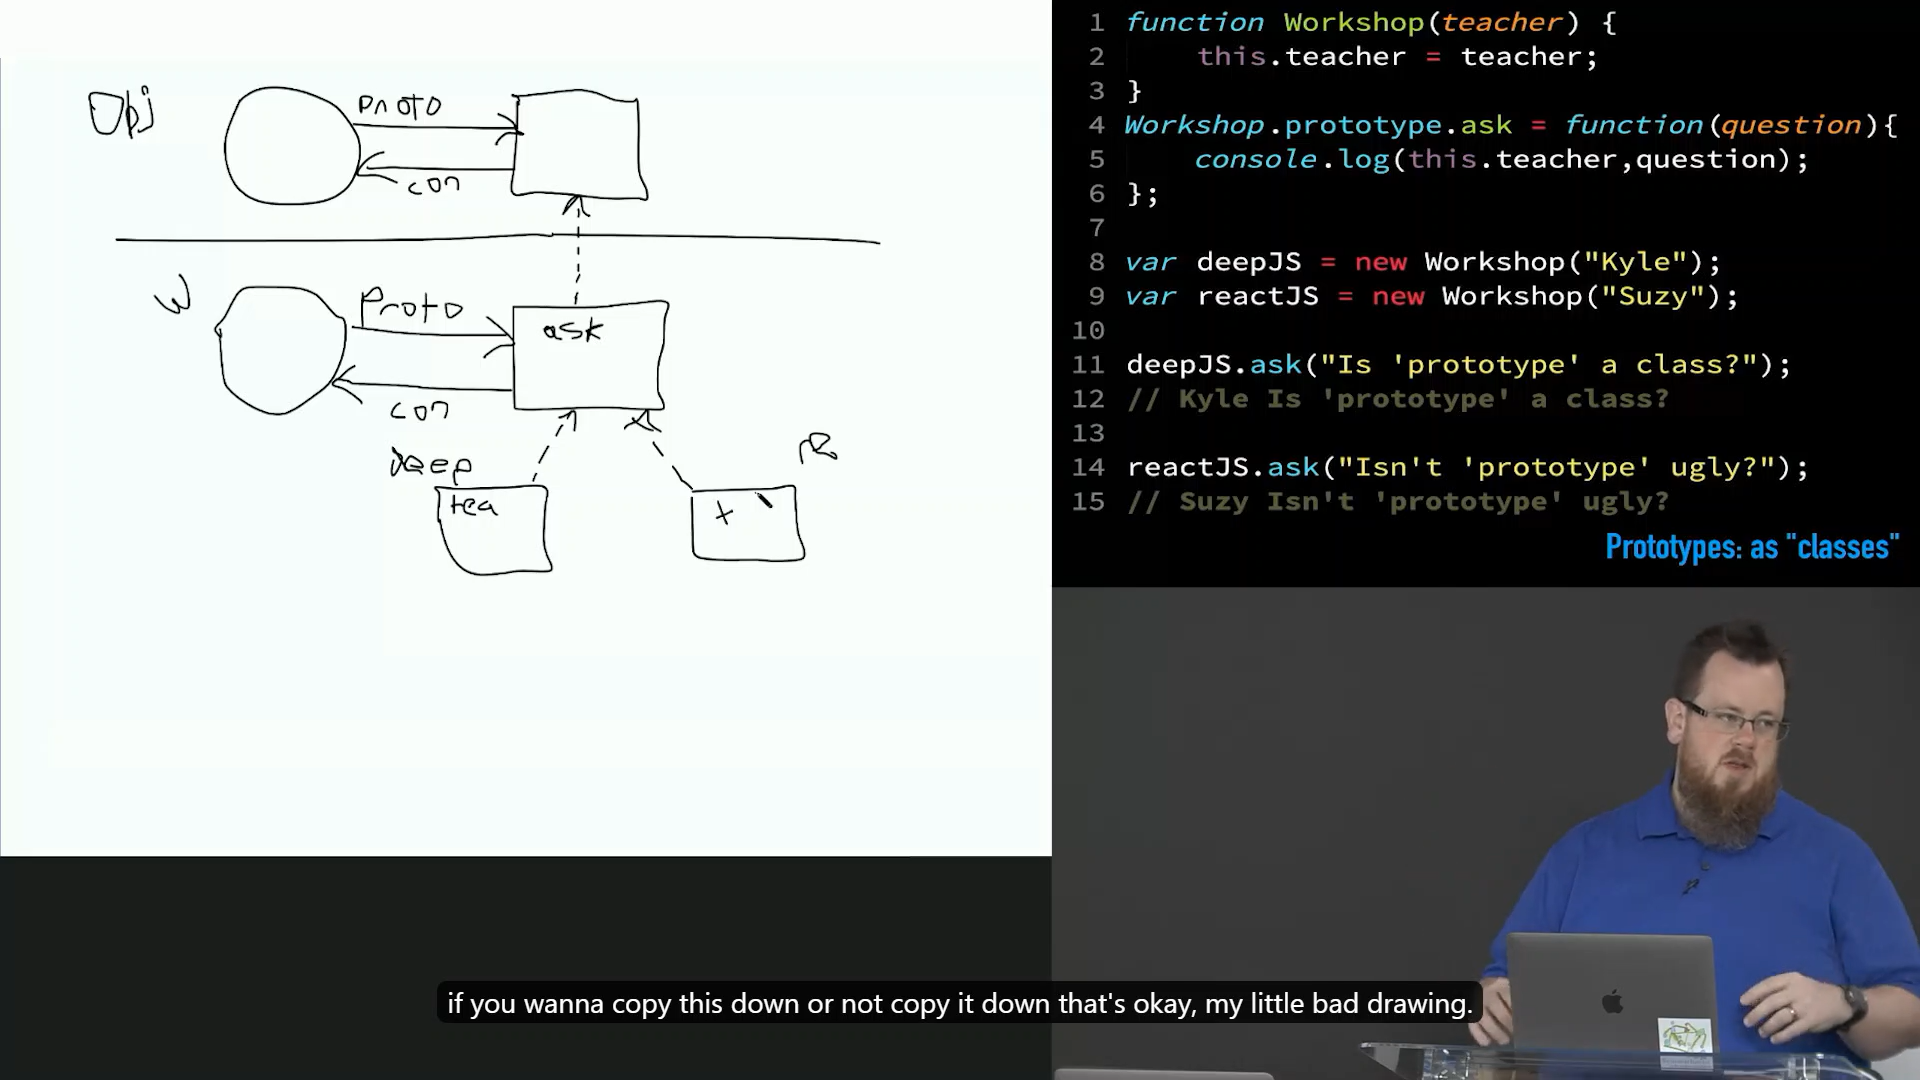 Obj
proto
con
W
Proto
ask
con
deep
tea
R
t
1 function Workshop(teacher) {
2 this.teacher = teacher;
3 }
4 Workshop.prototype.ask = function(question){
5 console.log(this.teacher,question);
6 };
7
8 var deepJS = new Workshop("Kyle");
9 var reactJS = new Workshop("Suzy");
10
11 deepJS.ask("Is 'prototype' a class?");
12 // Kyle Is 'prototype' a class?
13
14 reactJS.ask("Isn't 'prototype' ugly?");
15 // Suzy Isn't 'prototype' ugly?
Prototypes: as "classes"
if you wanna copy this down or not copy it down that's okay, my little bad drawing.